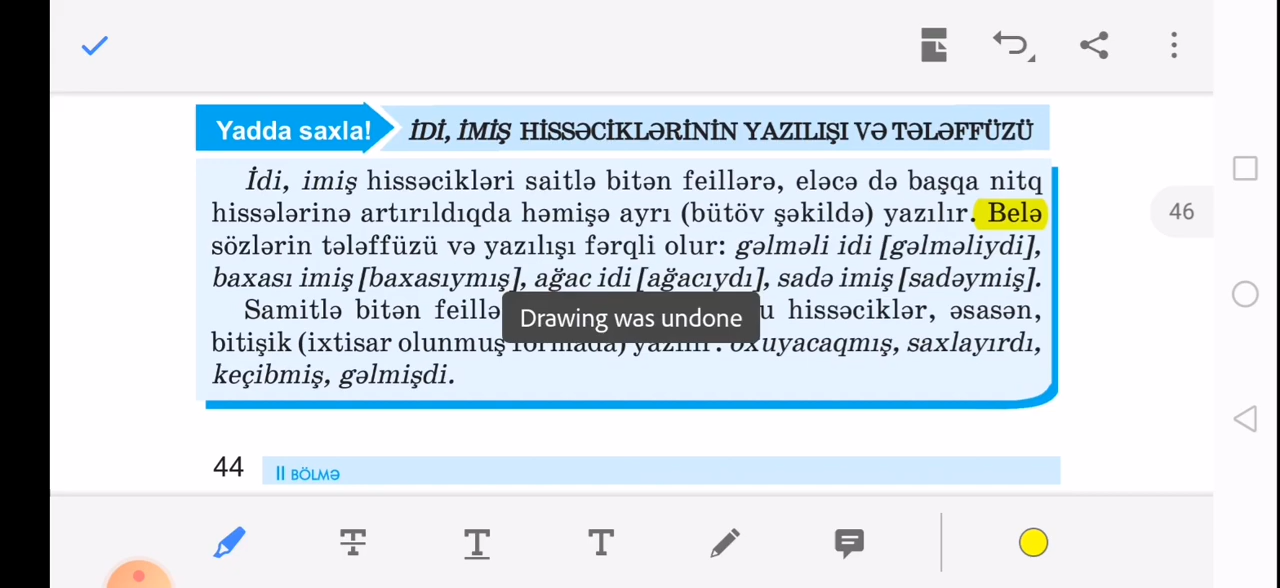 Yadda saxla! İDİ, İMİŞ HİSSƏCİKLƏRİNİN YAZILIŞI VƏ TƏLƏFFÜZÜ
İdi, imiş hissəcikləri saitlə bitən feillərə, eləcə də başqa nitq
hissələrinə artırıldıqda həmişə ayrı (bütöv şəkildə) yazılır. Belə
46
sözlərin tələffüzü və yazılışı fərqli olur: gəlməli idi [gəlməliydi],
baxası imiş [baxasıymış], ağac idi [ağacıydı], sadə imiş [sadəymiş].
Samitlə bitən hissəciklər, əsasən,
Drawing was undone
bitişik (ixtisar olunmuş formada) yazılır: oxuyacaqmış, saxlayırdı,
keçibmiş, gəlmişdi.
44 II BÖLMƏ